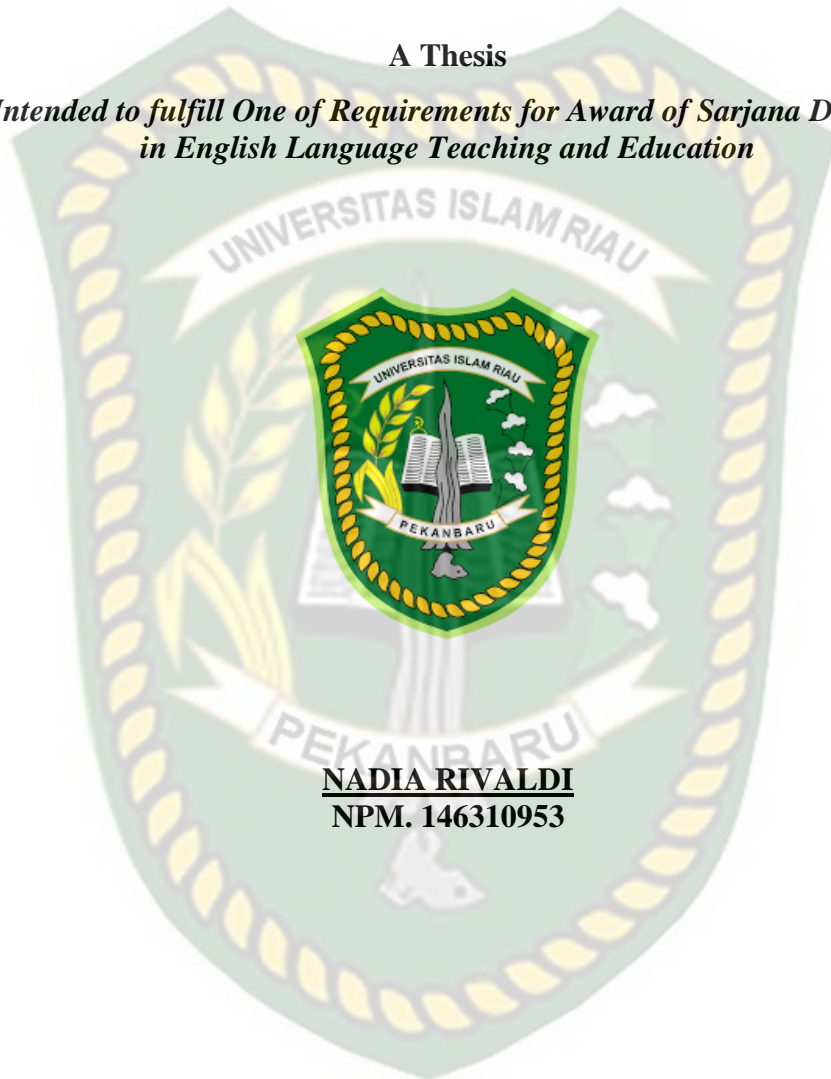 A Thesis
Intended to fulfill One of Requirements for Award of Sarjana D
in English Language Teaching and Education
UNIVERSITAS ISLAM RIAU
UNIVERSITAS ISLAM RIAU
PEKANBARU
PEKANBARU
NADIA RIVALDI
NPM. 146310953